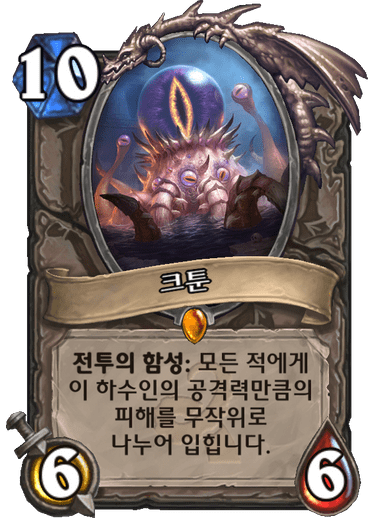 10
크툰
전투의 함성: 모든 적에게
이 하수인의 공격력만큼의
피해를 무작위로
나누어 입힙니다.
6
6